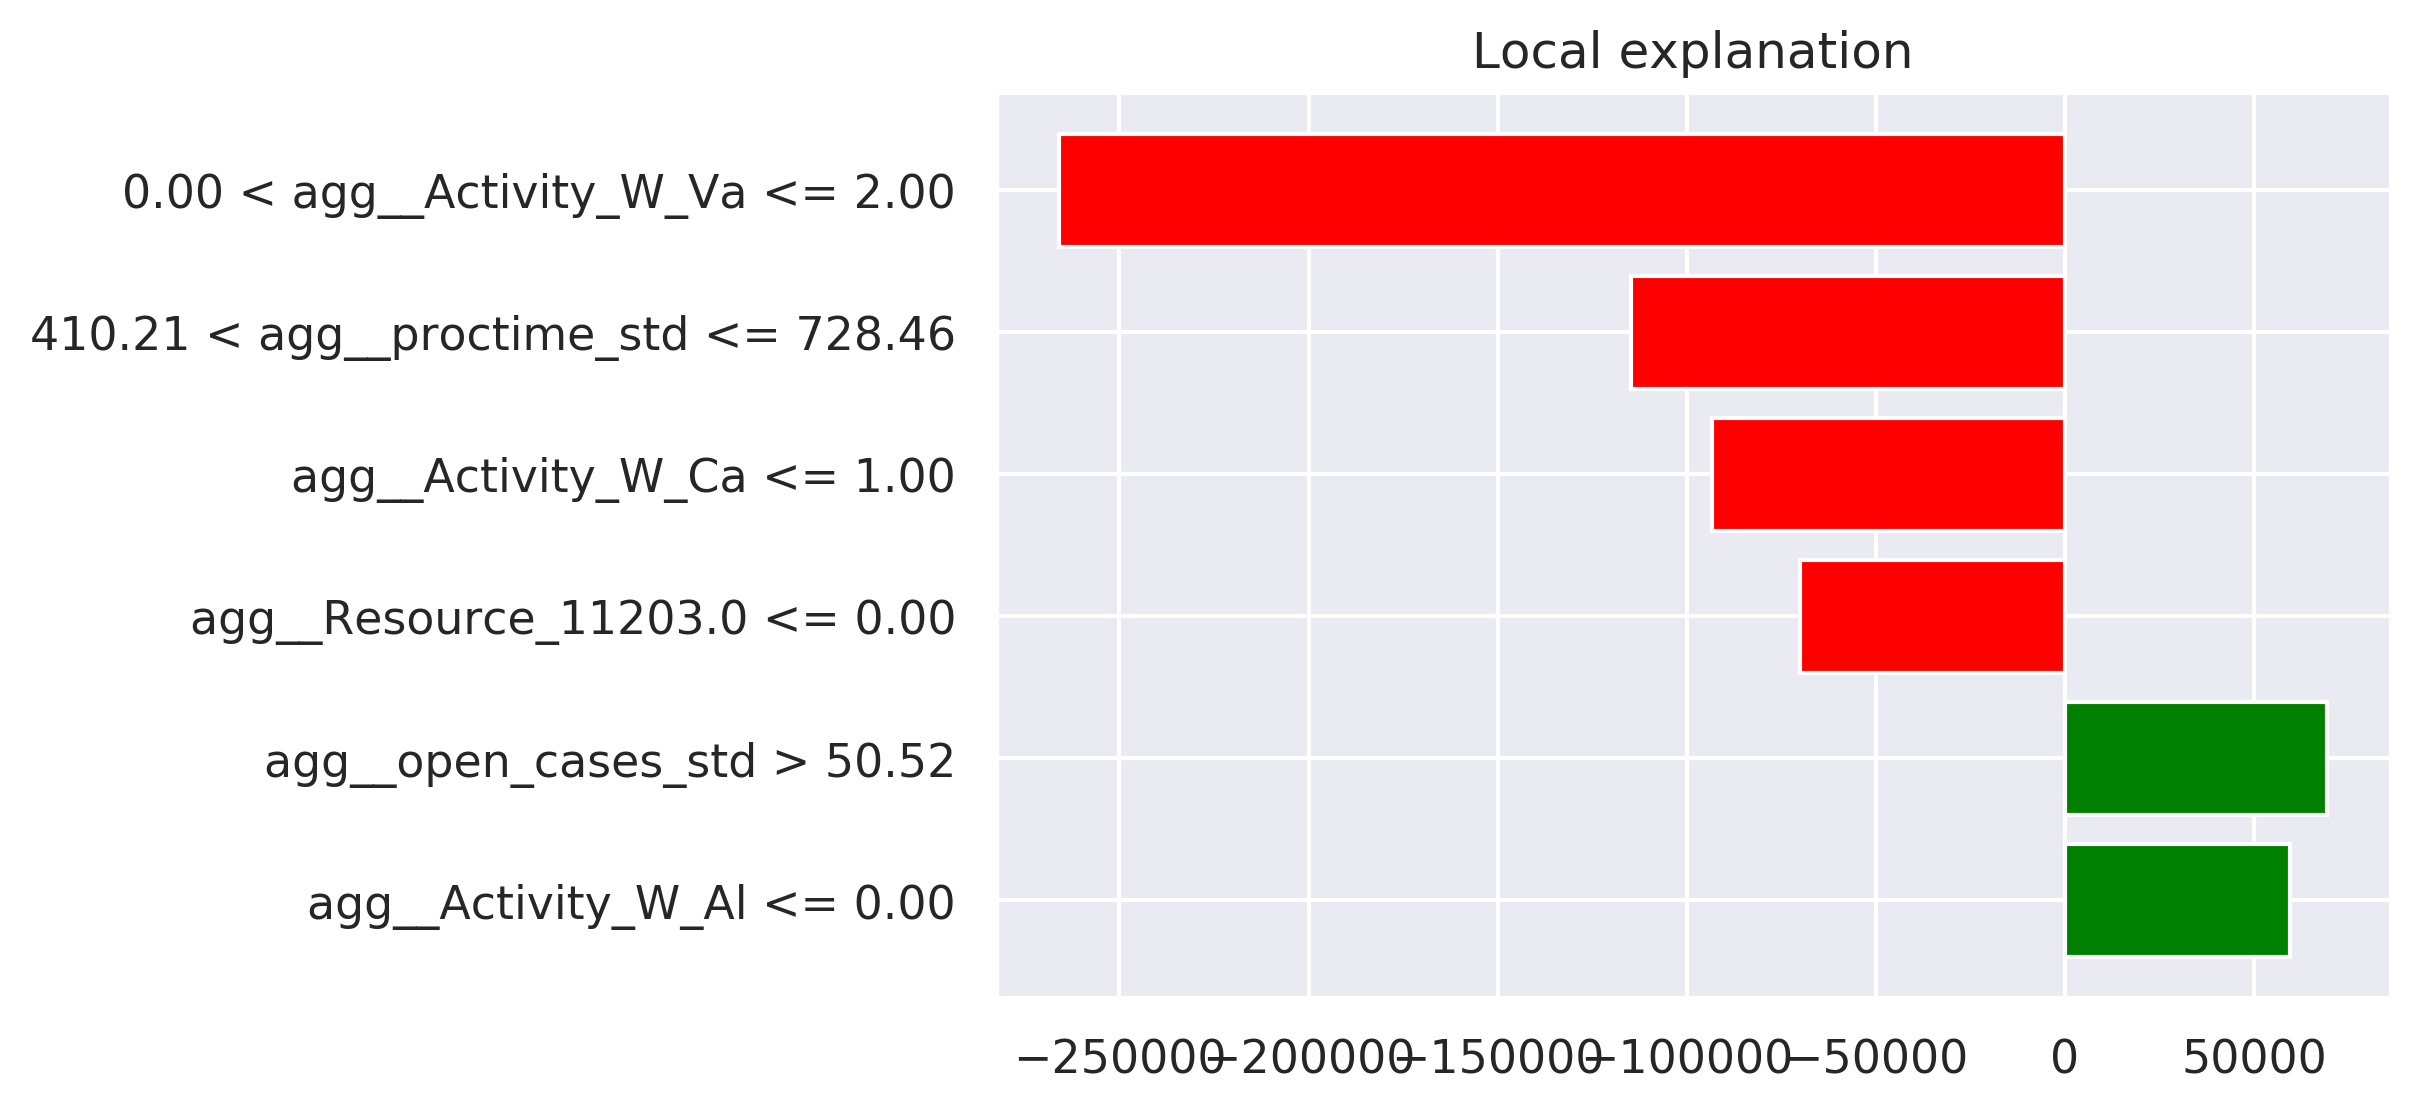 Local explanation
0.00 < agg__Activity_W_Va <= 2.00
410.21 < agg__proctime_std <= 728.46
agg__Activity_W_Ca <= 1.00
agg__Resource_11203.0 <= 0.00
agg__open_cases_std > 50.52
agg__Activity_W_Al <= 0.00
−250000 −200000 −150000 −100000 −50000 0 50000